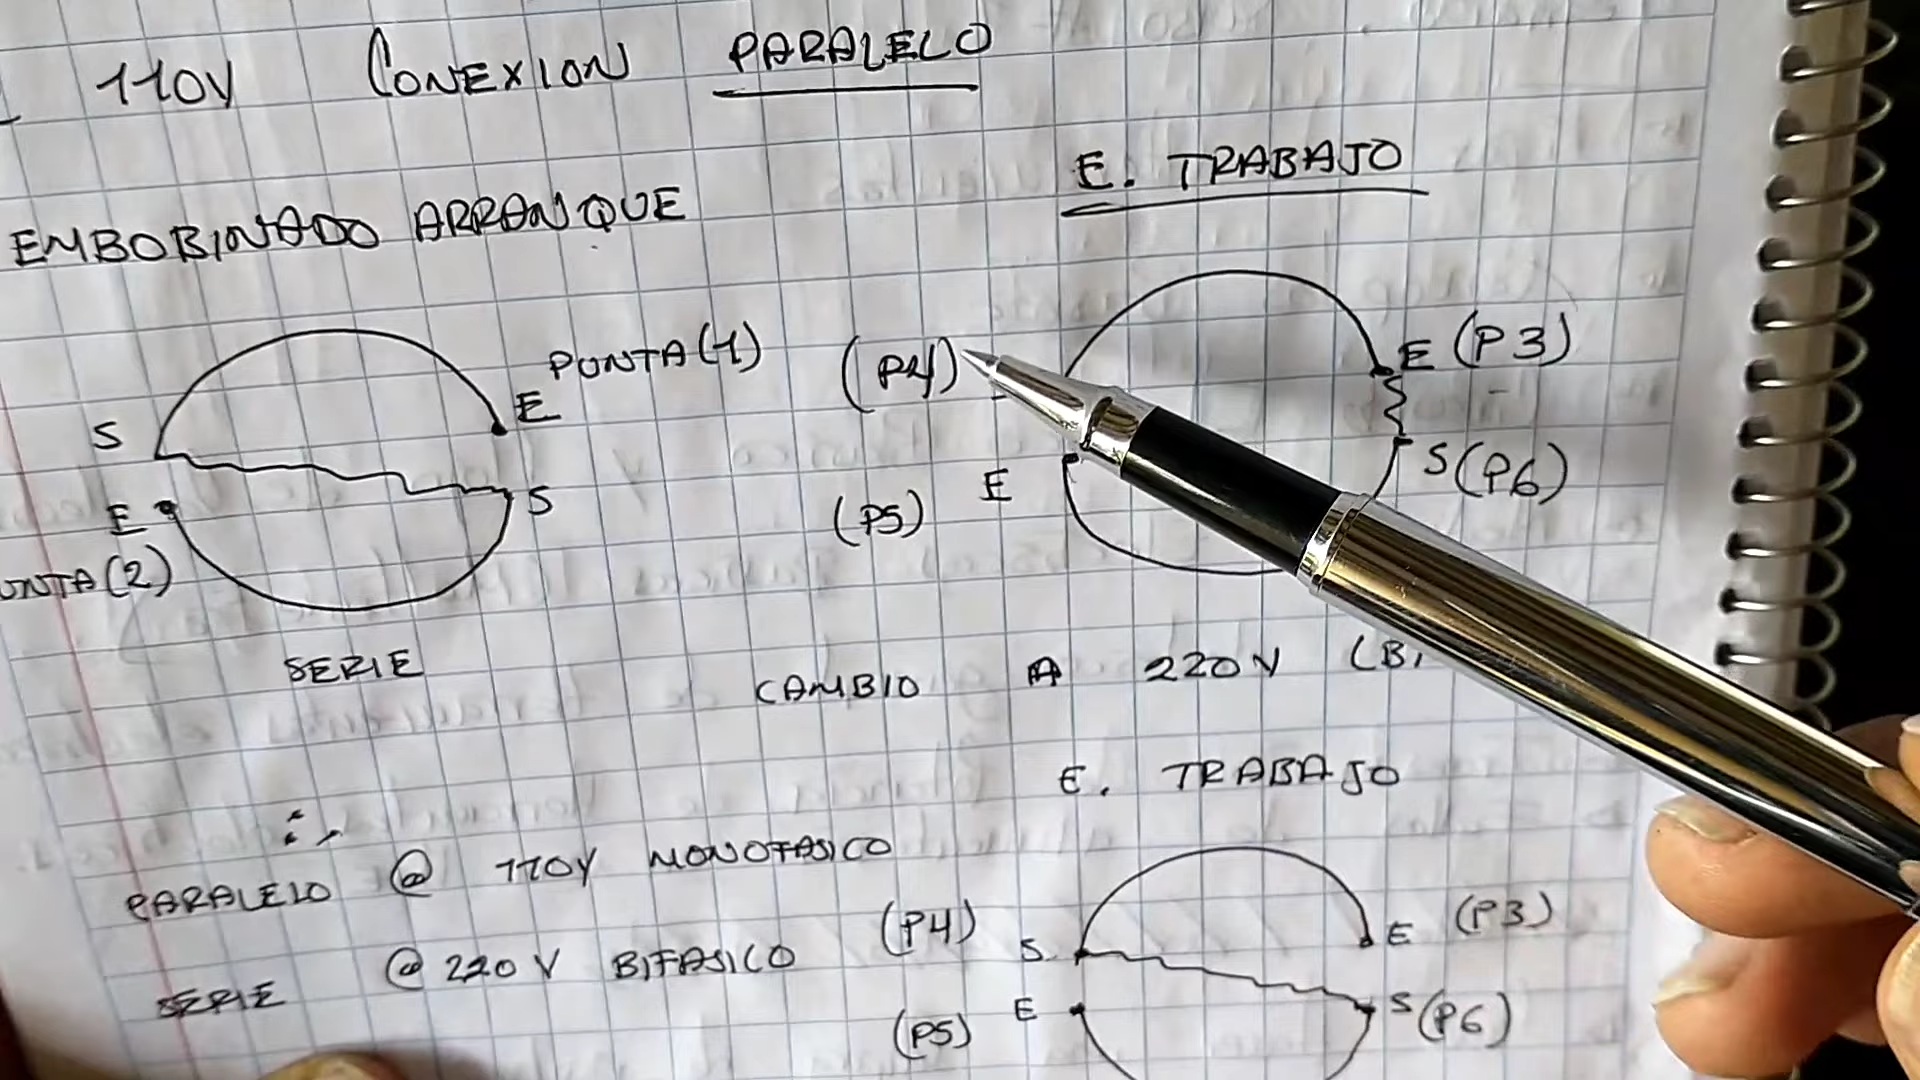 110V CONEXION PARALELO
EMBOBINADO ARRANQUE
E. TRABAJO
PUNTA (1)
S
E
E
S
(2)
SERIE
(P4)
E (P3)
(P5)
E
S (P6)
CAMBIO A 220V (BI
E. TRABAJO
PARALELO @ 110V MONOFASICO
SERIE @ 220V BIFASICO
(P4)
S
E (P3)
(P5)
E
S (P6)